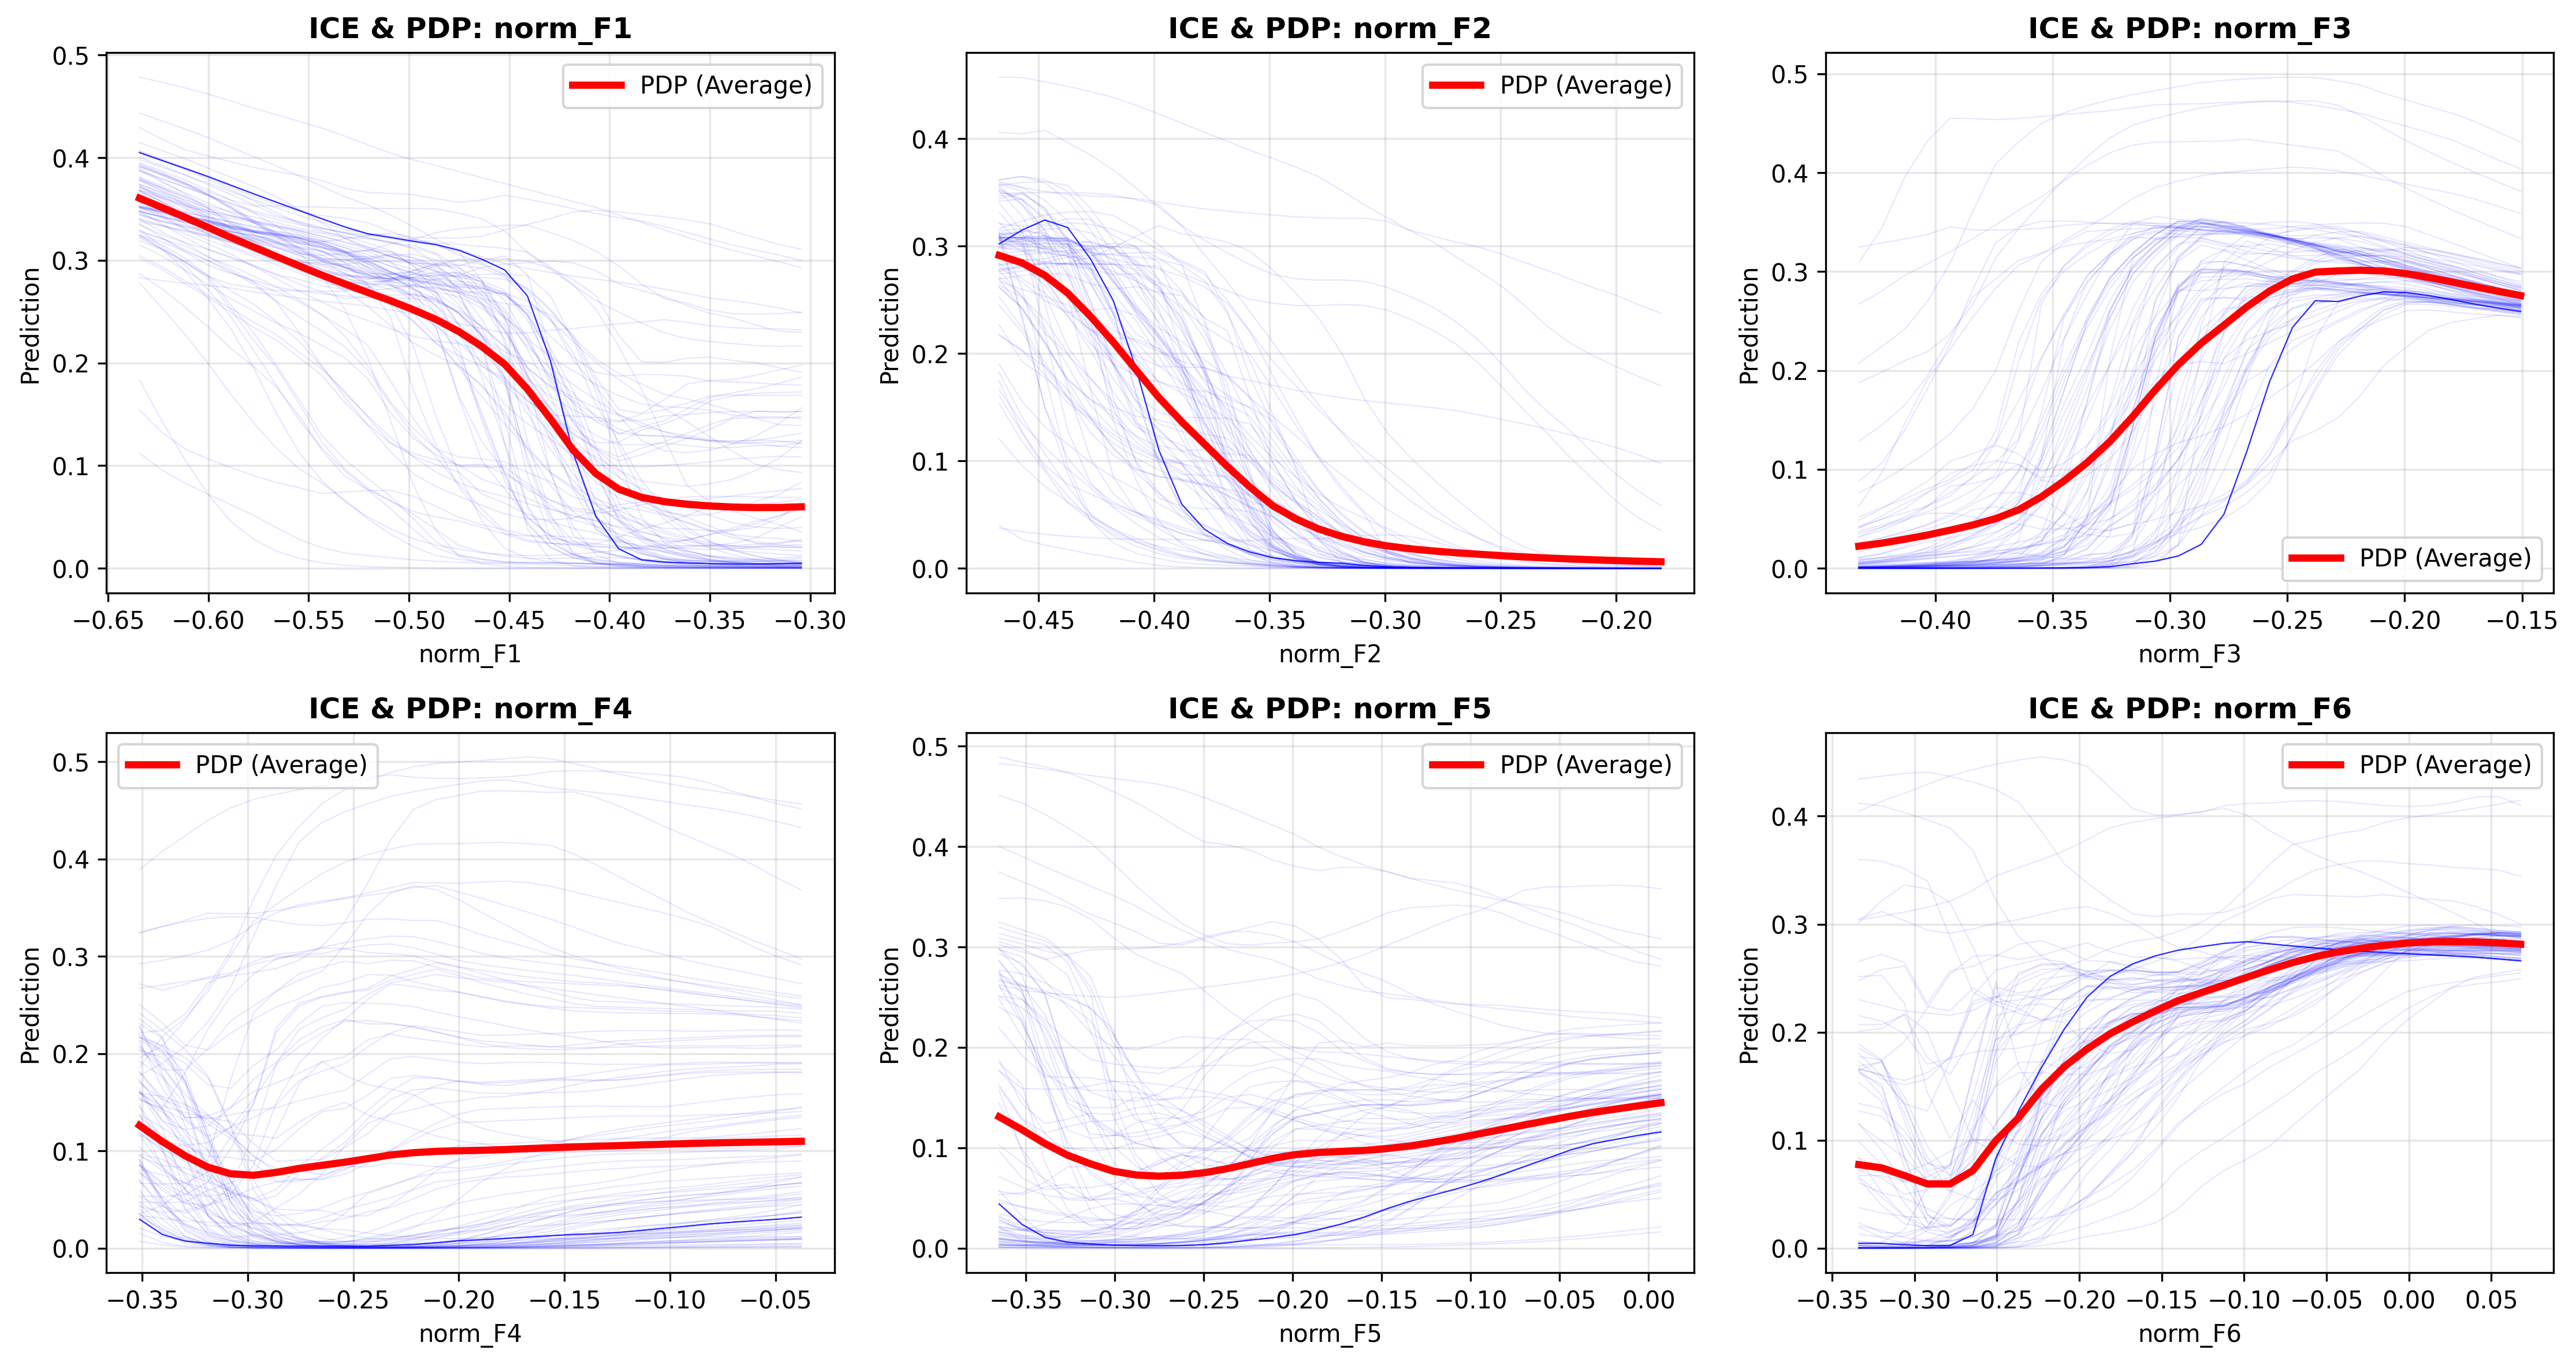 ICE & PDP: norm_F1
PDP (Average)
Prediction
0.5
0.4
0.3
0.2
0.1
0.0
−0.65 −0.60 −0.55 −0.50 −0.45 −0.40 −0.35 −0.30
norm_F1
ICE & PDP: norm_F2
PDP (Average)
Prediction
0.4
0.3
0.2
0.1
0.0
−0.45 −0.40 −0.35 −0.30 −0.25 −0.20
norm_F2
ICE & PDP: norm_F3
Prediction
0.5
0.4
0.3
0.2
0.1
0.0
PDP (Average)
−0.40 −0.35 −0.30 −0.25 −0.20 −0.15
norm_F3
ICE & PDP: norm_F4
PDP (Average)
Prediction
0.5
0.4
0.3
0.2
0.1
0.0
−0.35 −0.30 −0.25 −0.20 −0.15 −0.10 −0.05
norm_F4
ICE & PDP: norm_F5
PDP (Average)
Prediction
0.5
0.4
0.3
0.2
0.1
0.0
−0.35 −0.30 −0.25 −0.20 −0.15 −0.10 −0.05 0.00
norm_F5
ICE & PDP: norm_F6
PDP (Average)
Prediction
0.4
0.3
0.2
0.1
0.0
−0.35 −0.30 −0.25 −0.20 −0.15 −0.10 −0.05 0.00 0.05
norm_F6